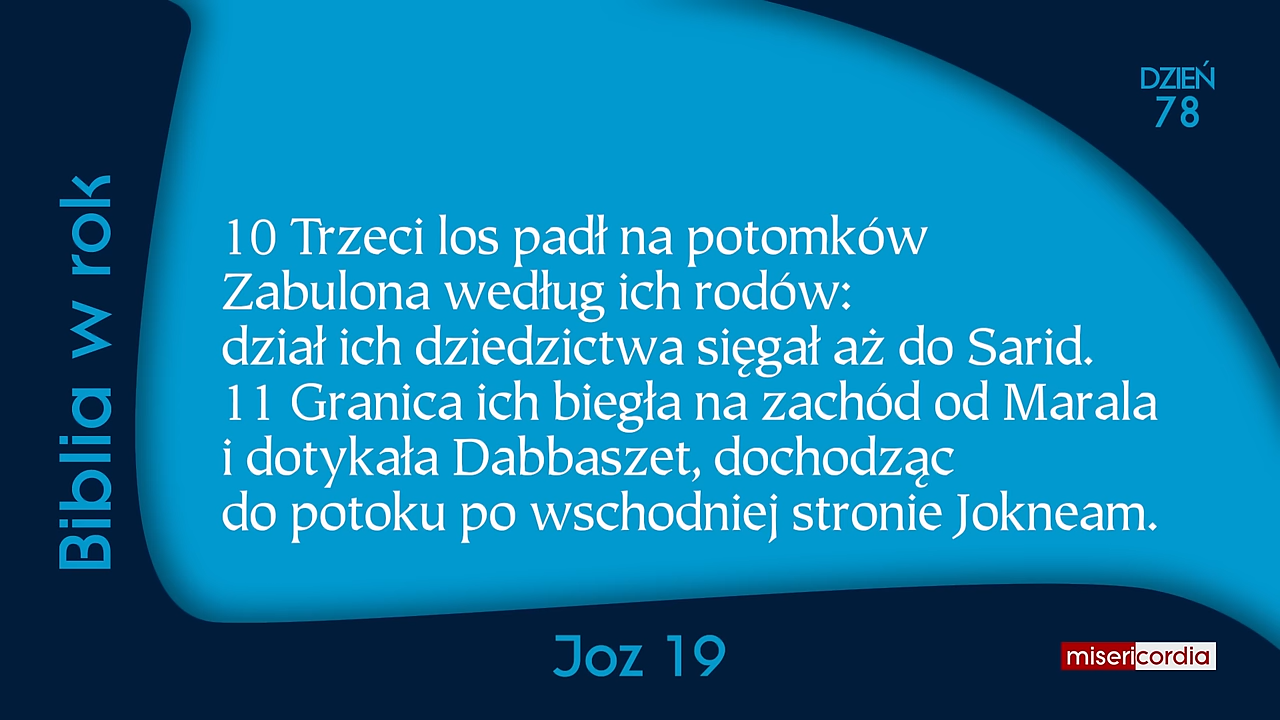 DZIEŃ
78
Biblia w rok
10 Trzeci los padł na potomków
Zabulona według ich rodów:
dział ich dziedzictwa sięgał aż do Sarid.
11 Granica ich biegła na zachód od Marala
i dotykała Dabbaszet, dochodząc
do potoku po wschodniej stronie Jokneam.
Joz 19
misericordia